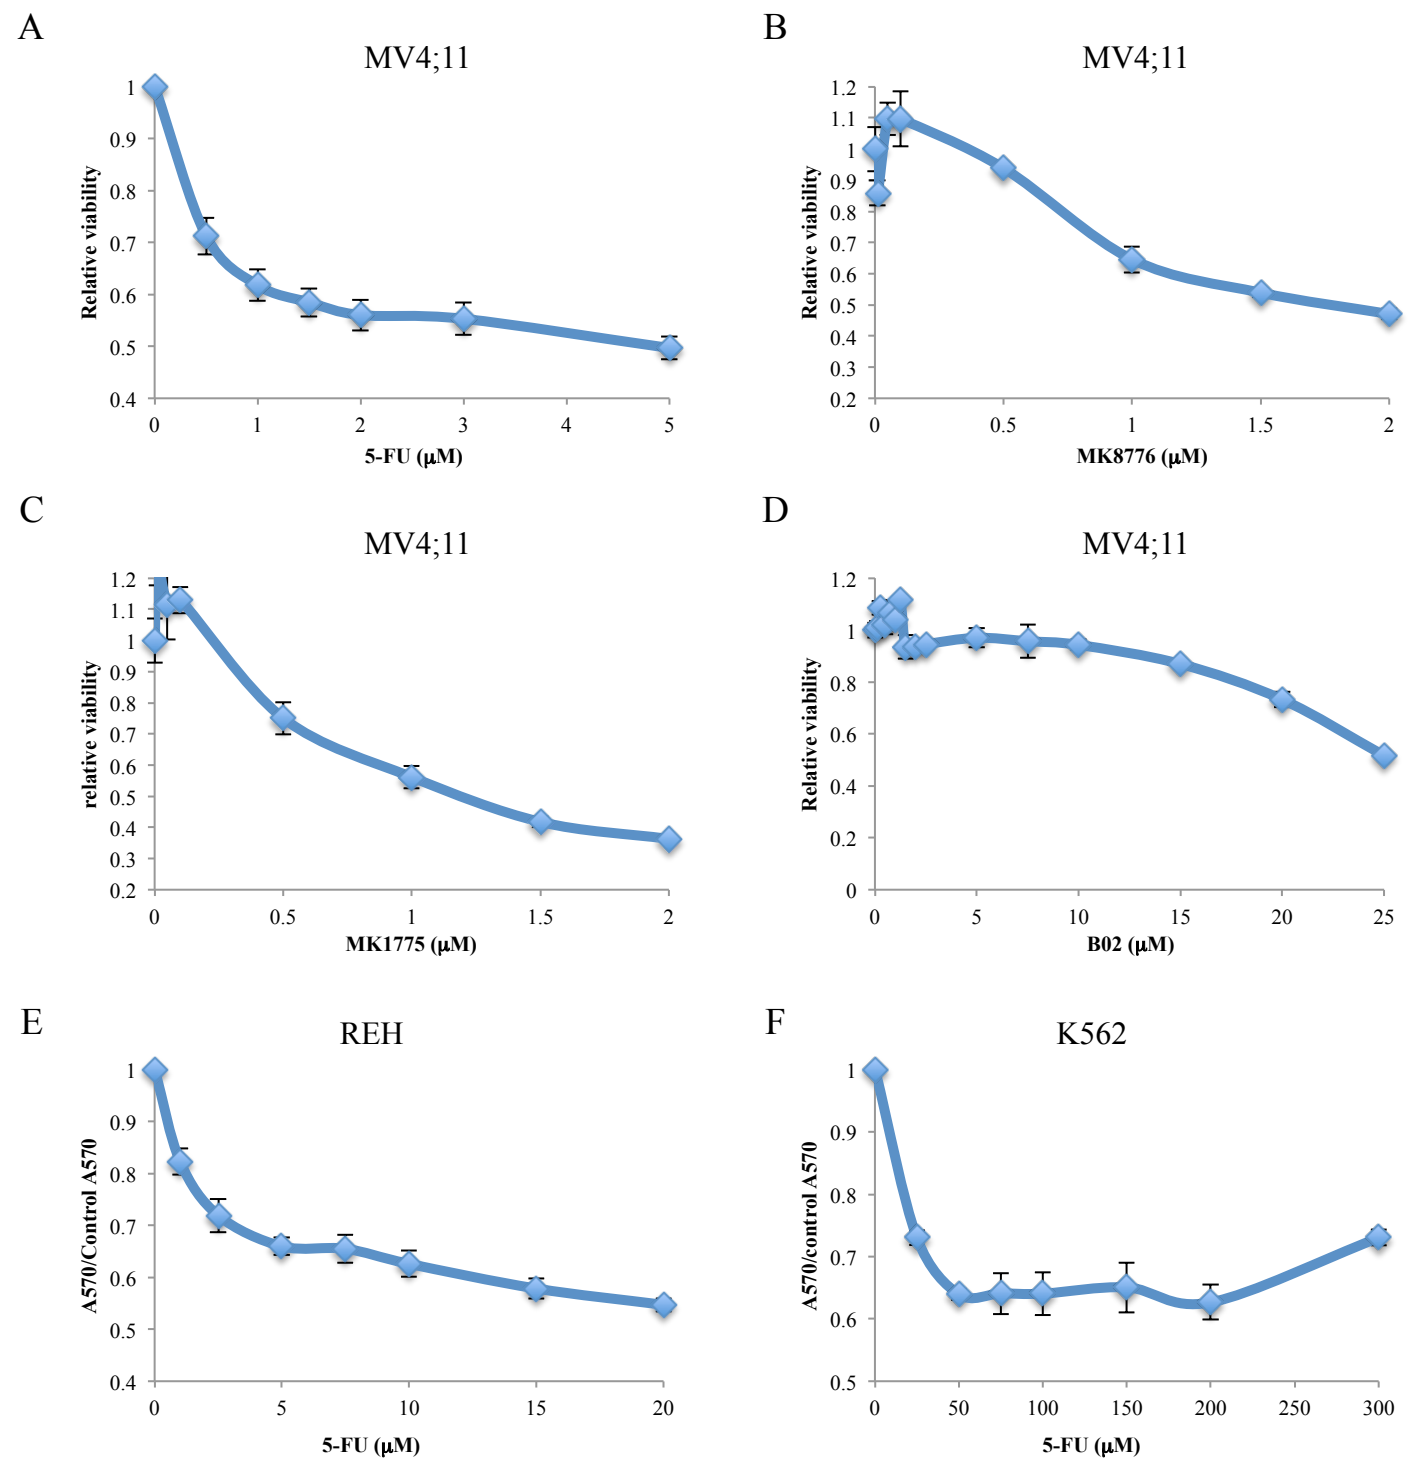 A
MV4;11
Relative viability
1
0.9
0.8
0.7
0.6
0.5
0.4
0 1 2 3 4 5
5-FU (μM)
B
MV4;11
Relative viability
1.2
1.1
1
0.9
0.8
0.7
0.6
0.5
0.4
0.3
0.2
0 0.5 1 1.5 2
MK8776 (μM)
C
MV4;11
relative viability
1.2
1.1
1
0.9
0.8
0.7
0.6
0.5
0.4
0.3
0.2
0 0.5 1 1.5 2
MK1775 (μM)
D
MV4;11
Relative viability
1.2
1
0.8
0.6
0.4
0.2
0
0 5 10 15 20 25
B02 (μM)
E
REH
A570/Control A570
1
0.9
0.8
0.7
0.6
0.5
0.4
0 5 10 15 20
5-FU (μM)
F
K562
A570/control A570
1
0.9
0.8
0.7
0.6
0.5
0 50 100 150 200 250 300
5-FU (μM)